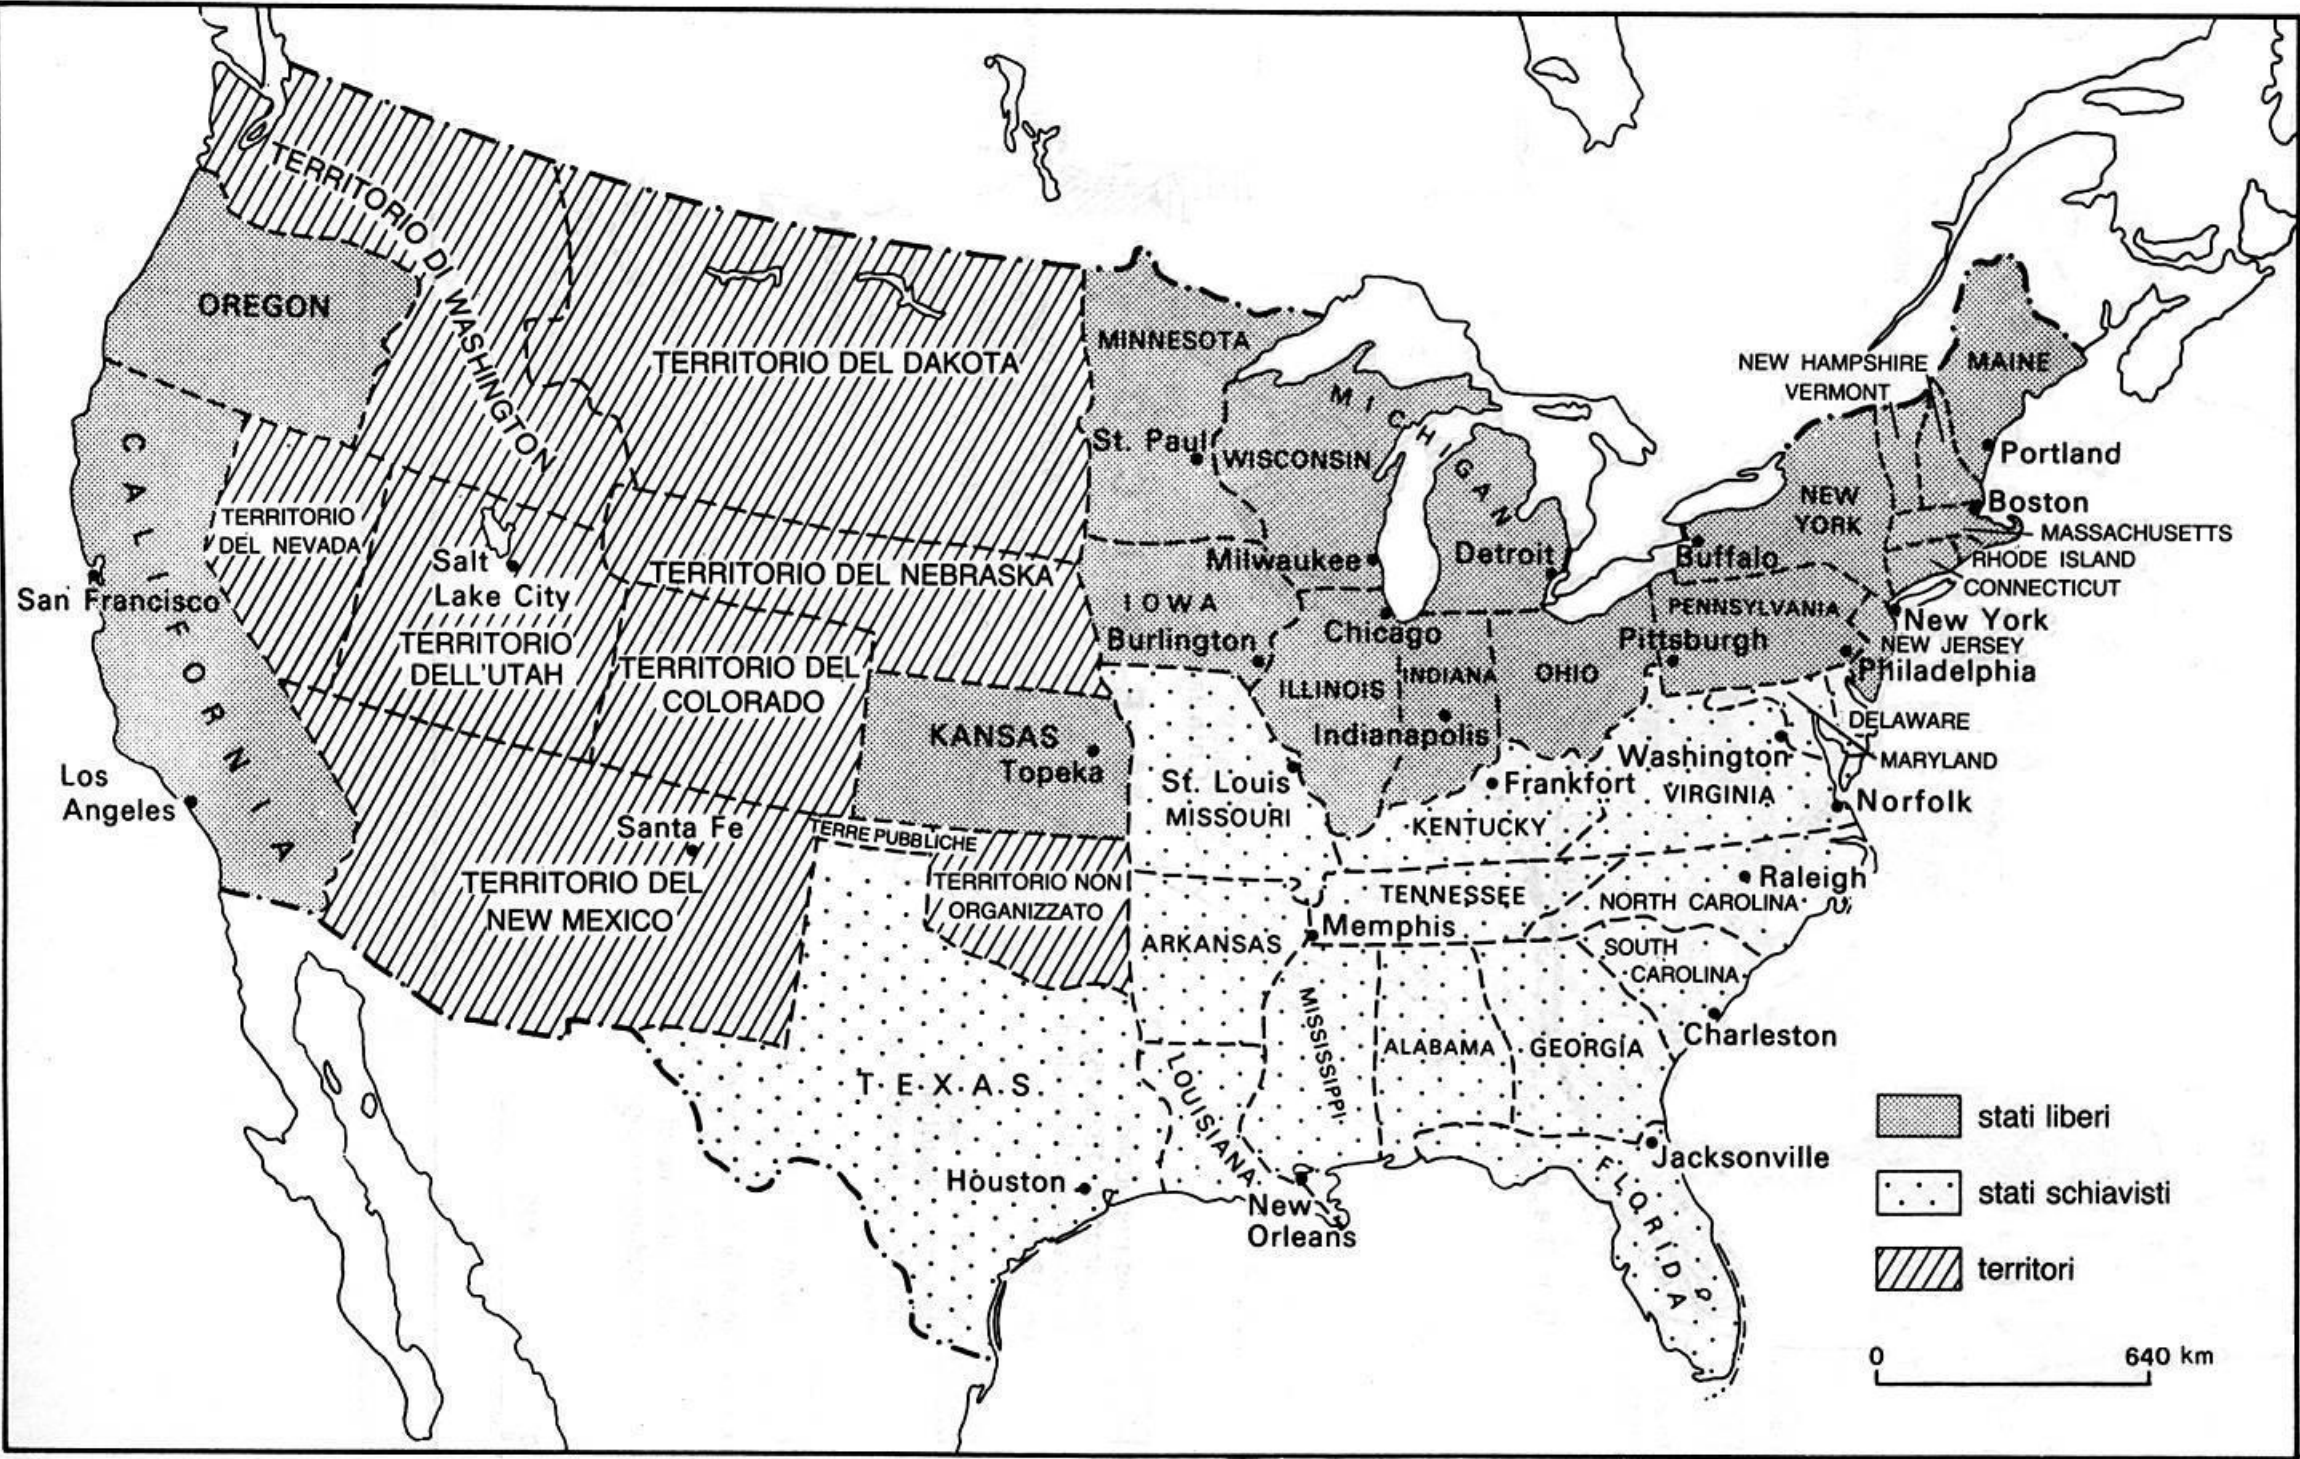 TERRITORIO DI WASHINGTON
OREGON
TERRITORIO DEL DAKOTA
MINNESOTA
St. Paul
WISCONSIN
MICHIGAN
NEW HAMPSHIRE
VERMONT
MAINE
Portland
Boston
MASSACHUSETTS
RHODE ISLAND
CONNECTICUT
NEW
YORK
Buffalo
Detroit
Milwaukee
CALIFORNIA
TERRITORIO
DEL NEVADA
Salt
Lake City
San Francisco
TERRITORIO
DELL'UTAH
TERRITORIO DEL NEBRASKA
IOWA
Burlington
Chicago
PENNSYLVANIA
Pittsburgh
New York
NEW JERSEY
Philadelphia
TERRITORIO DEL
COLORADO
ILLINOIS
INDIANA
OHIO
Indianapolis
KANSAS
Topeka
DELAWARE
MARYLAND
Washington
Los
Angeles
St. Louis
MISSOURI
Frankfort
KENTUCKY
VIRGINIA
Norfolk
Santa Fe
TERRE PUBBLICHE
TERRITORIO DEL
NEW MEXICO
TERRITORIO NON
ORGANIZZATO
TENNESSEE
Memphis
Raleigh
NORTH CAROLINA
ARKANSAS
SOUTH
CAROLINA
Charleston
MISSISSIPPI
ALABAMA
GEORGIA
TEXAS
LOUISIANA
Houston
New
Orleans
Jacksonville
FLORIDA
stati liberi
stati schiavisti
territori
0
640 km